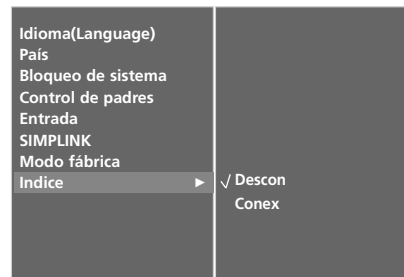 Idioma(Language)
País
Bloqueo de sistema
Control de padres
Entrada
SIMPLINK
Modo fábrica
Indice ► √ Descon
Conex